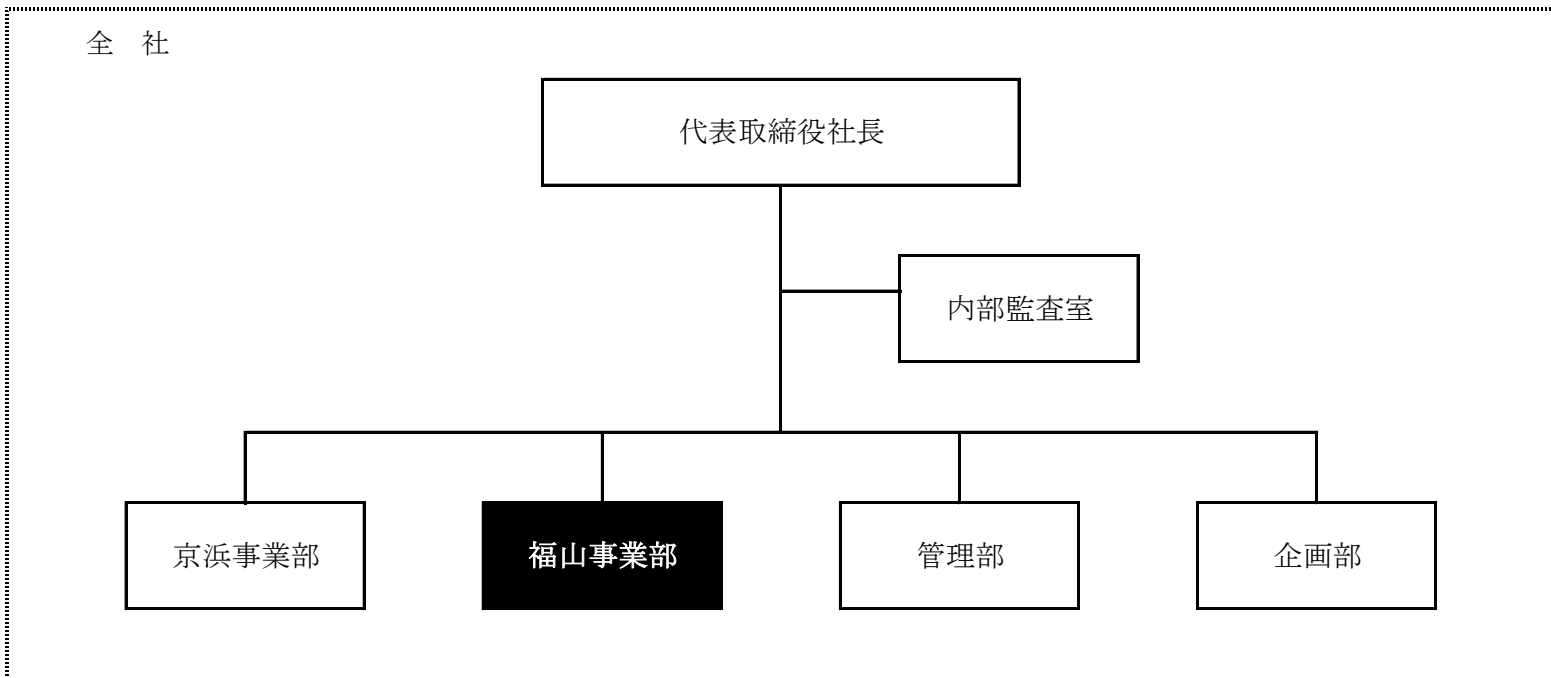 全　社
代表取締役社長
内部監査室
京浜事業部
福山事業部
管理部
企画部